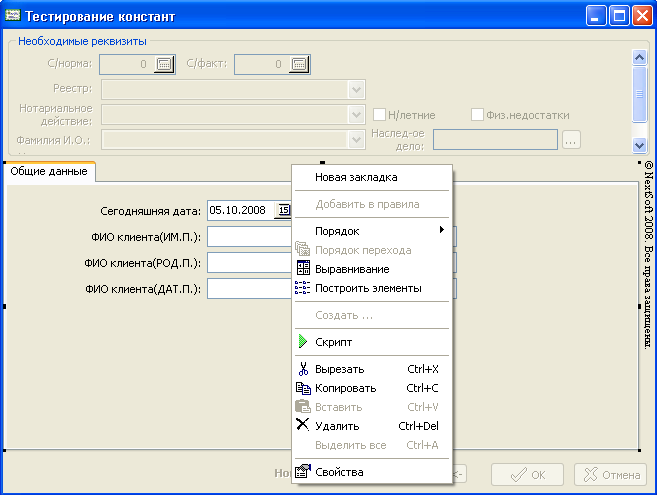 Тестирование констант
Необходимые реквизиты
С/норма: 0 С/факт: 0
Реестр:
Нотариальное
действие:
Н/летние Физ.недостатки
Фамилия И.О.:
Наслед-ое
дело: ...
Общие данные
Сегодняшняя дата: 05.10.2008 15
ФИО клиента(ИМ.П.):
ФИО клиента(РОД.П.):
ФИО клиента(ДАТ.П.):
Новая закладка
Добавить в правила
Порядок
Порядок перехода
Выравнивание
Построить элементы
Создать ...
Скрипт
Вырезать Ctrl+X
Копировать Ctrl+C
Вставить Ctrl+V
Удалить Ctrl+Del
Выделить все Ctrl+A
Свойства
© NextSoft 2008. Все права защищены.
OK Отмена